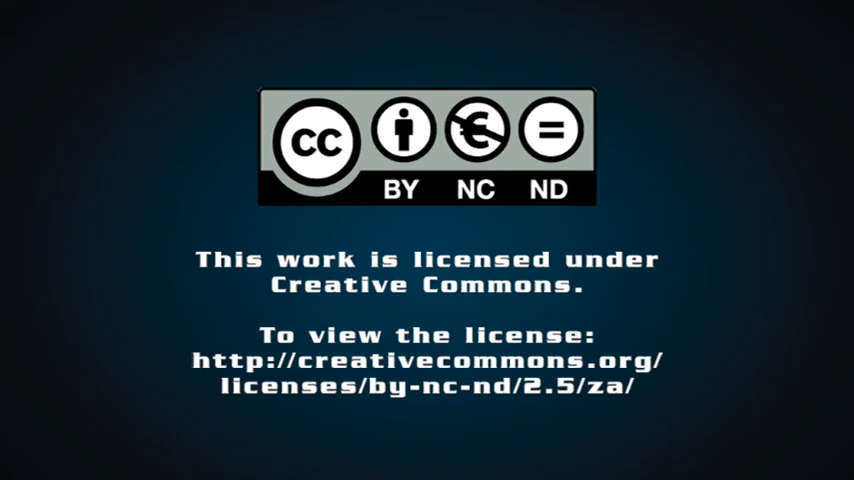 CC
BY NC ND
This work is licensed under
Creative Commons.
To view the license:
http://creativecommons.org/
licenses/by-nc-nd/2.5/za/